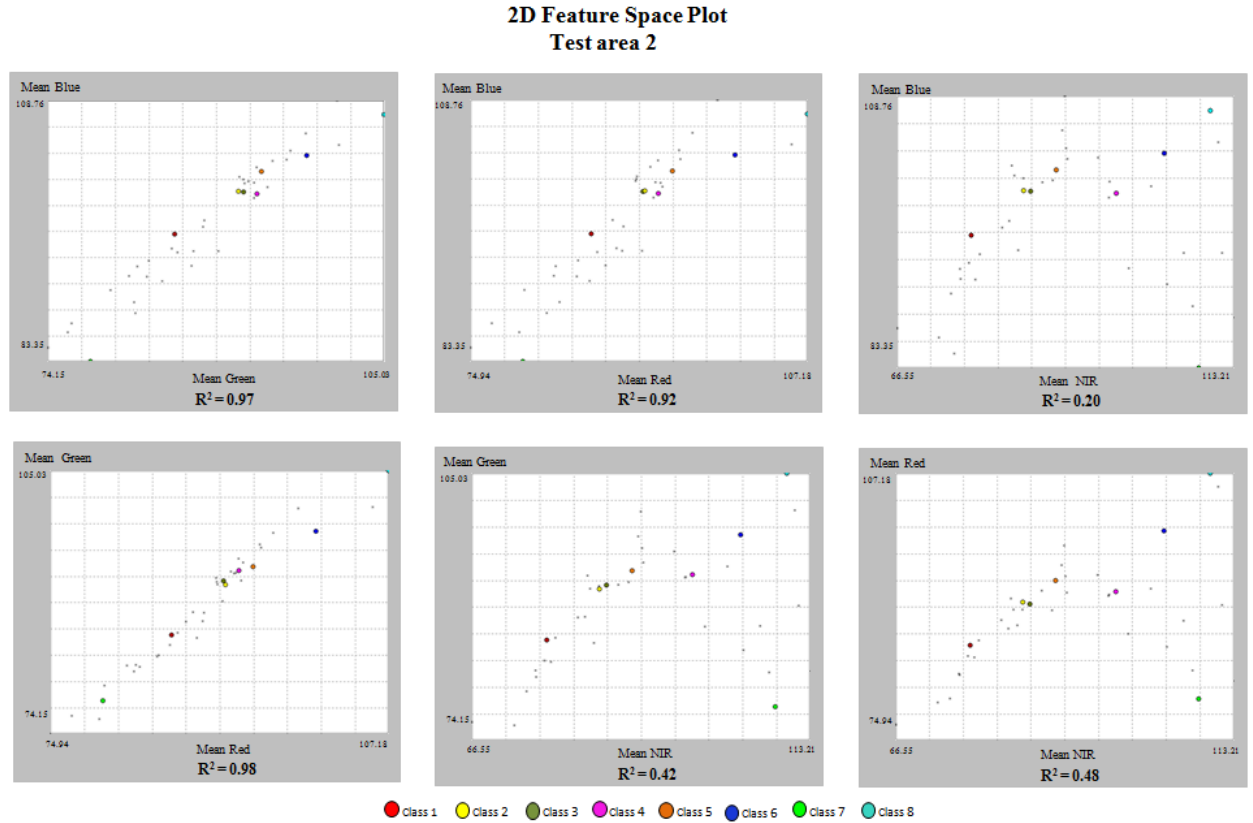 2D Feature Space Plot
Test area 2
Mean Blue
108.76
83.35
74.15
Mean Green
105.03
R² = 0.97
Mean Blue
108.76
83.35
74.94
Mean Red
107.18
R² = 0.92
Mean Blue
108.76
83.35
66.55
Mean NIR
113.21
R² = 0.20
Mean Green
105.03
74.15
74.94
Mean Red
107.18
R² = 0.98
Mean Green
105.03
74.15
66.55
Mean NIR
113.21
R² = 0.42
Mean Red
107.18
74.94
66.55
Mean NIR
113.21
R² = 0.48
Class 1 Class 2 Class 3 Class 4 Class 5 Class 6 Class 7 Class 8